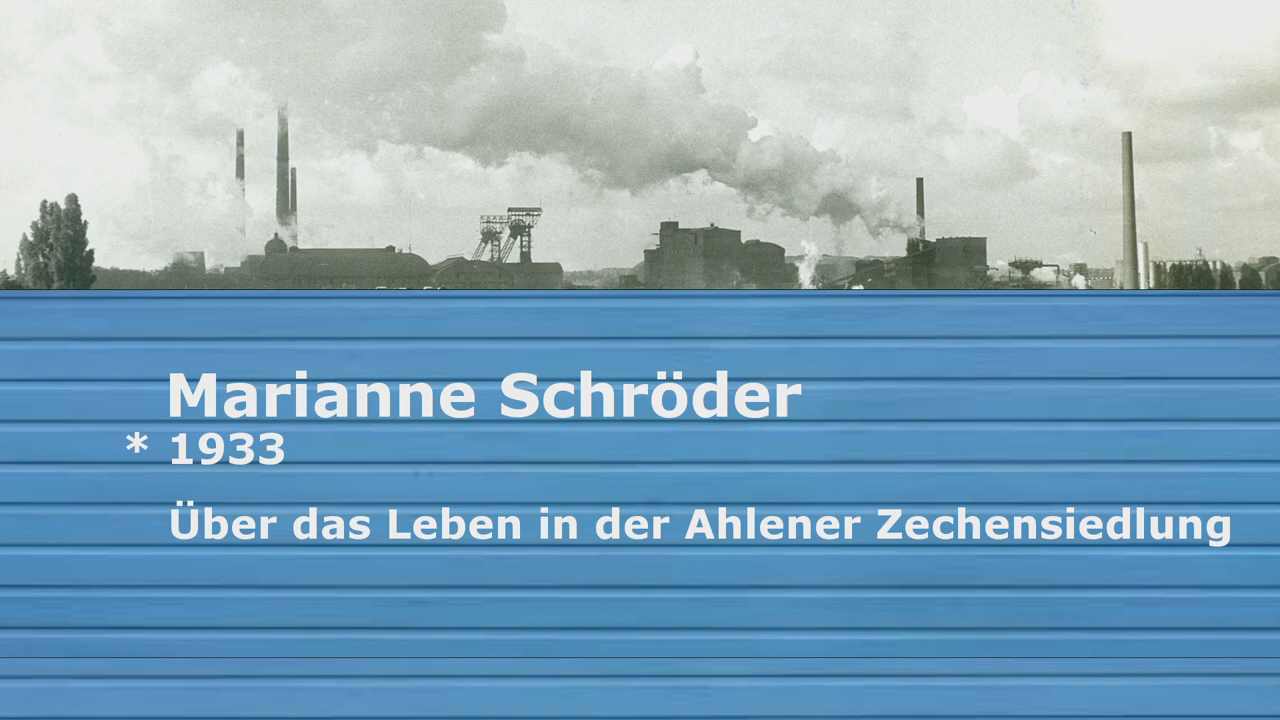 Marianne Schröder
* 1933
Über das Leben in der Ahlener Zechensiedlung